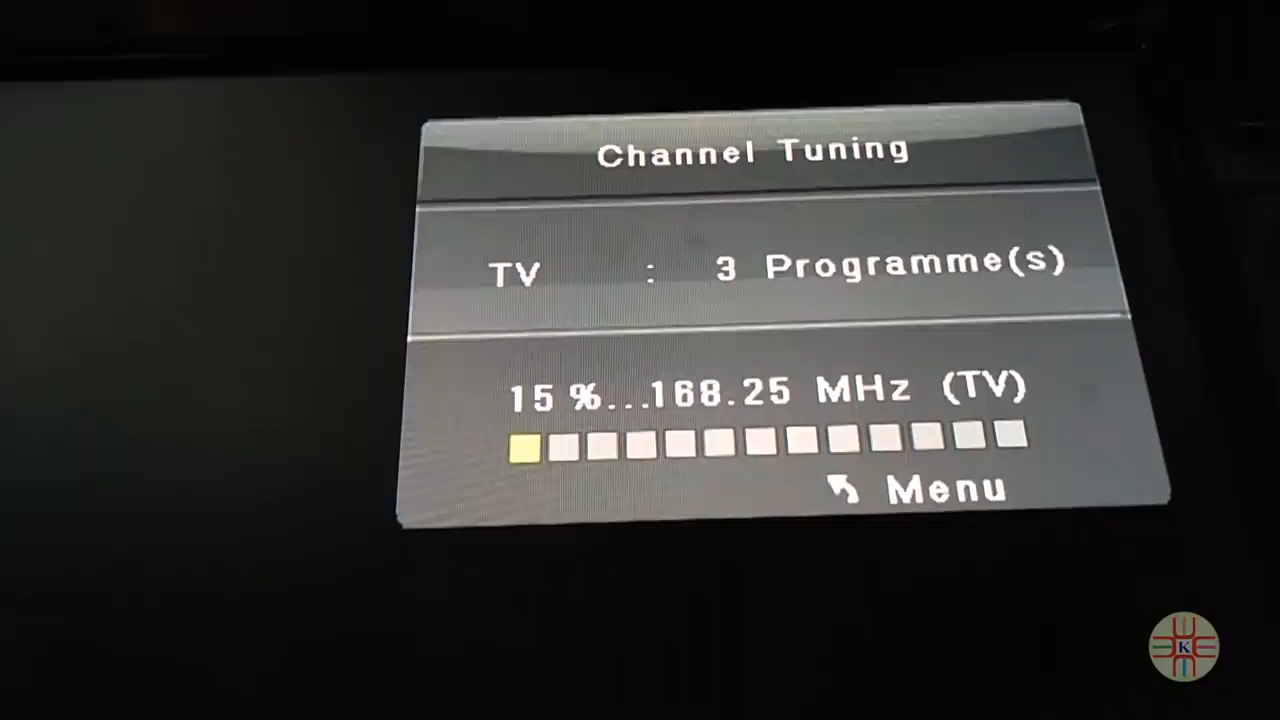 Channel Tuning
TV : 3 Programme(s)
15 %...168.25 MHz (TV)
Menu
K